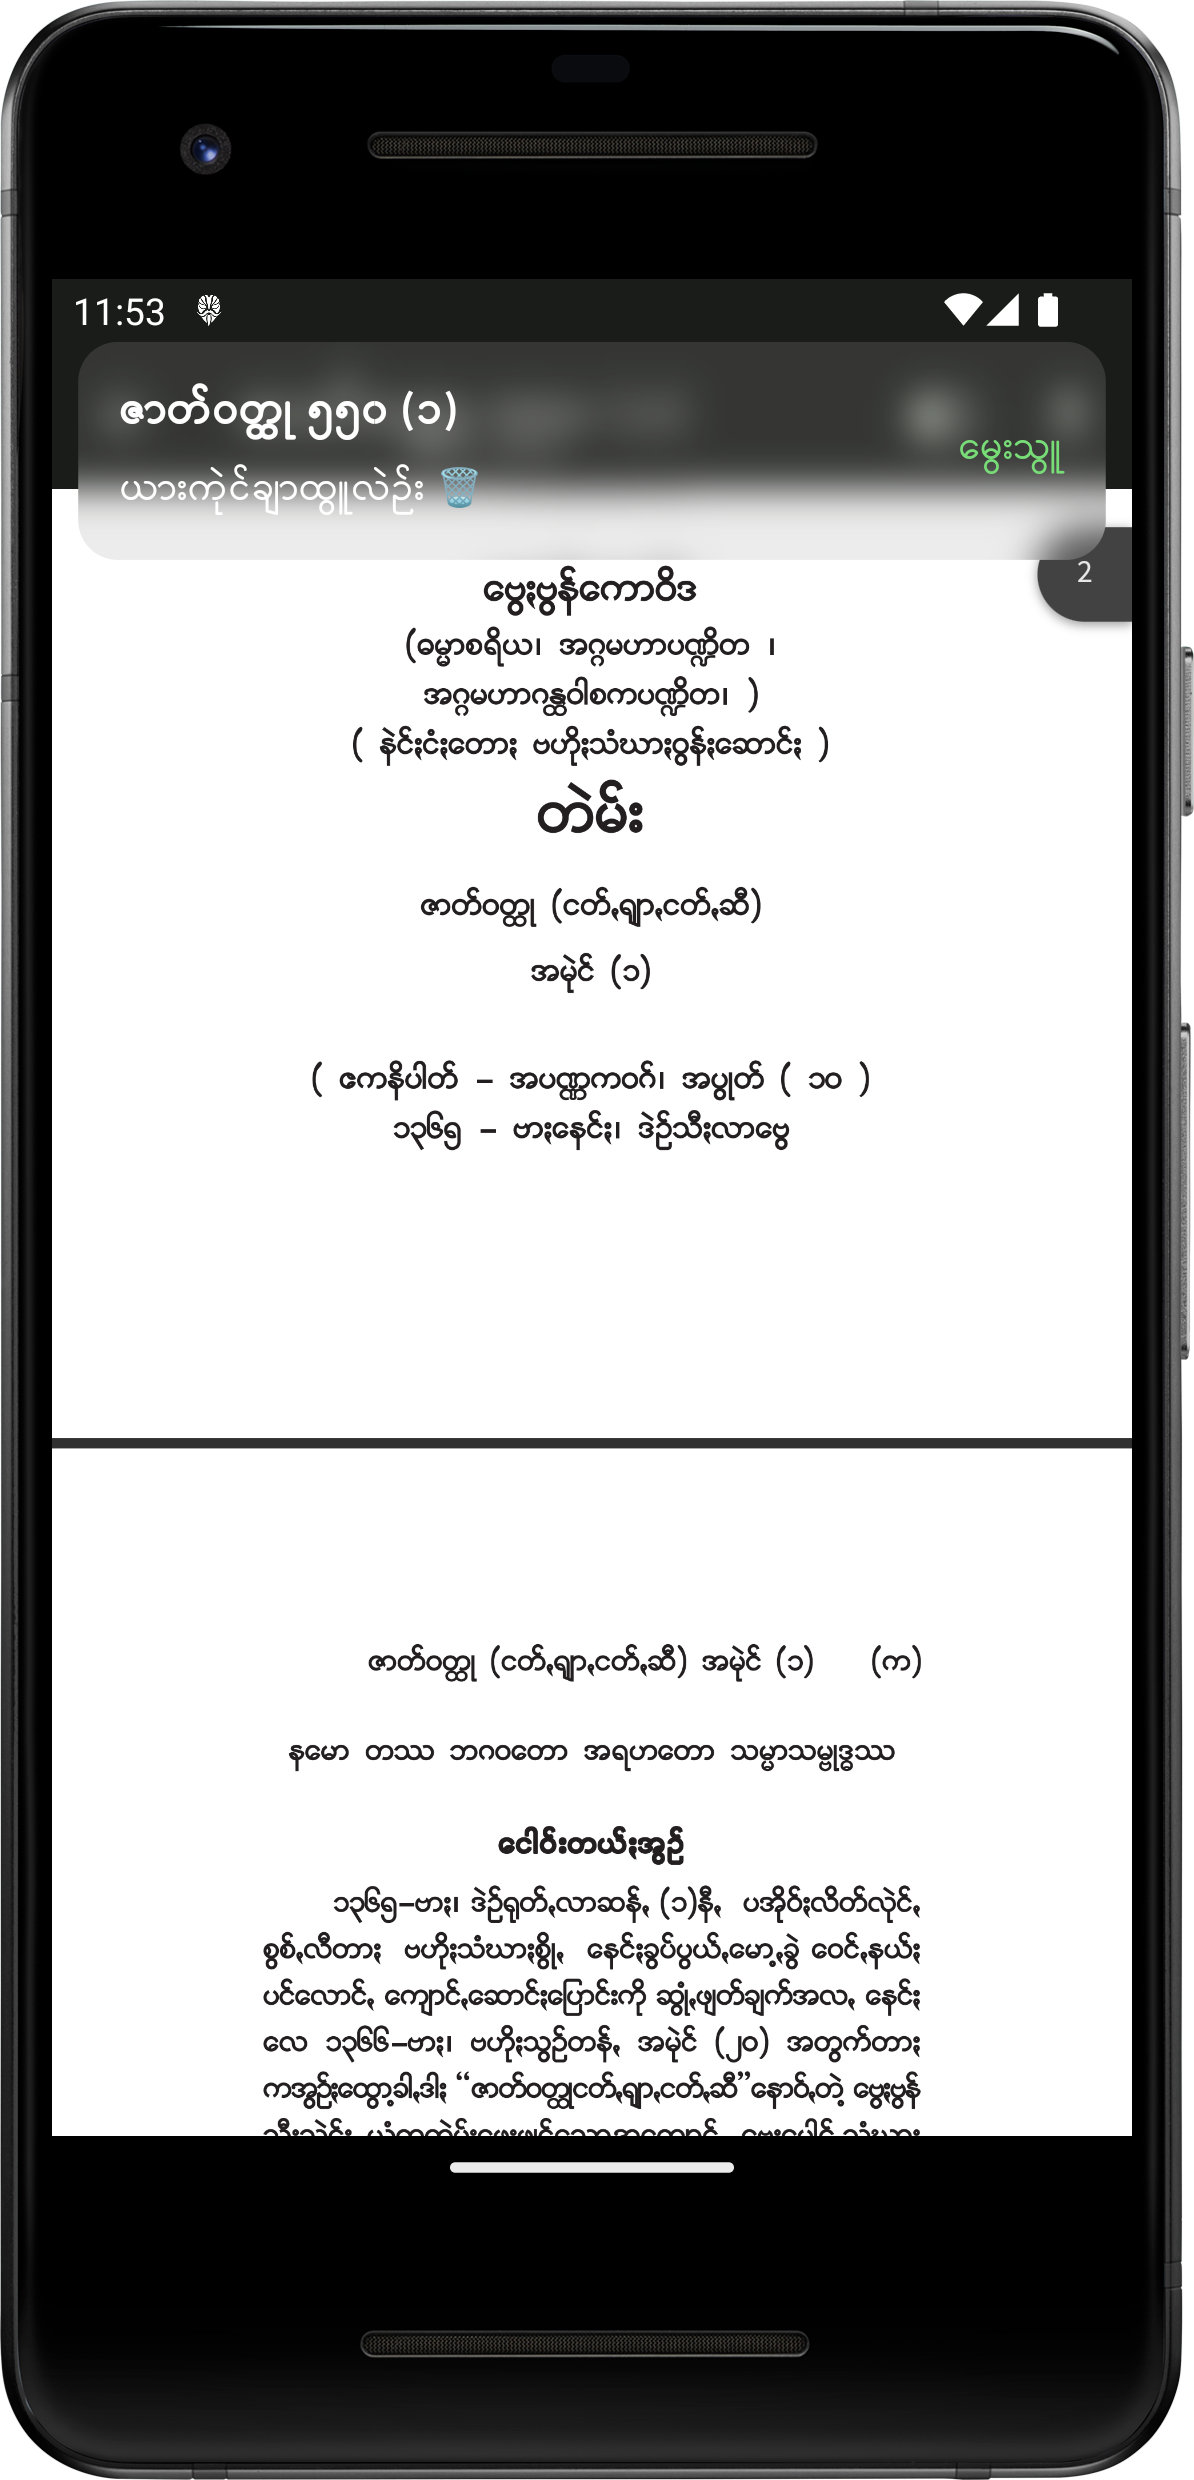 11:53
ဇာတ်ဝတ္ထု ၅၅၀ (၁)
ယားကဲုင်ချာထွူလဲဉ်း 🗑️
မွေးသွူ
2
ဗွေႏဗွန်ကောဝိဒ
(ဓမ္မာစရိယ၊ အဂ္ဂမဟာပဏ္ဍိတ ၊
အဂ္ဂမဟာဂန္ထဝါစကပဏ္ဍိတ၊ )
( နဲင်ႏငံႏတောႏ ဗဟိုႏသံဃာႏဝွန်ႏဆောင်ႏ )
တဲမ်း
ဇာတ်ဝတ္ထု (ငတ်ႇရျာႇငတ်ႇဆီ)
အမဲုင် (၁)
( ဧကနိပါတ် – အပဏ္ဏကဝဂ်၊ အပွုတ် ( ၁၀ )
၁၃၆၅ – ဗားႏနေင်ႏ၊ ဒဲဉ်သီႏလာဗွေ
ဇာတ်ဝတ္ထု (ငတ်ႇရျာႇငတ်ႇဆီ) အမဲုင် (၁) (က)
နမော တဿ ဘဂဝတော အရဟတော သမ္မာသမ္ဗုဒ္ဓဿ
ငေါဝ်းတယ်ႏအွဉ်
၁၃၆၅–ဗားႏ၊ ဒဲဉ်ရုတ်ႇလာဆန်ႇ (၁)နီႇ ပအိုဝ်ႏလိတ်လဲုင်ႇ
စွစ်ႇလီတားႏ ဗဟိုႏသံဃာႏစွိုႇ နေင်ႏခွပ်ပွယ်ႇမော့ႇခွဲ ဝေင်ႇနယ်ႏ
ပင်လောင်ႇ ကျောင်ႇဆောင်ႏပြောင်းကို ဆွုံႇဖျတ်ချက်အလႇ နေင်ႏ
လေ ၁၃၆၆–ဗားႏ၊ ဗဟိုႏသွဉ်တန်ႇ အမဲုင် (၂၀) အတွက်တားႏ
ကအွဉ်ႏထွော့ခါႇဒါႏ “ဇာတ်ဝတ္ထုငတ်ႇရျာႇငတ်ႇဆီ”နောဝ်ႇတဲ့ ဗွေႏဗွန်